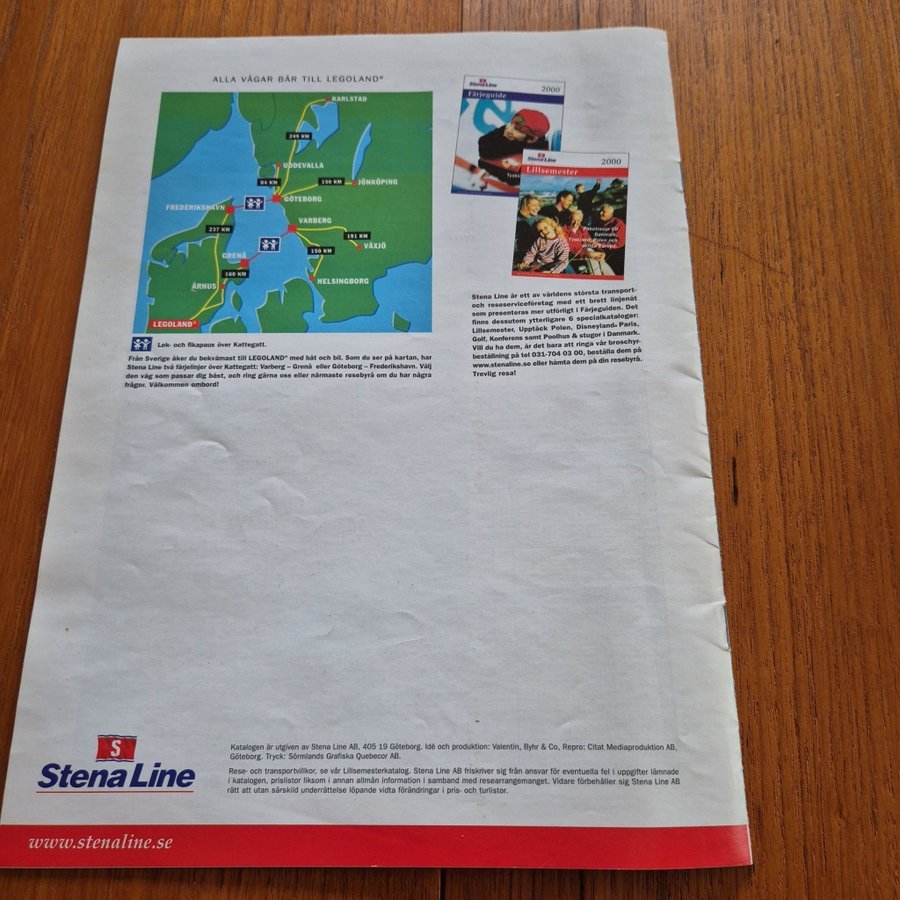 ALLA VÄGAR BÄR TILL LEGOLAND®
KARLSTAD
249 KM
UDDEVALLA
84 KM
150 KM
JÖNKÖPING
GÖTEBORG
FREDERIKSHAVN
VARBERG
237 KM
191 KM
VÄXJÖ
150 KM
GRENÅ
160 KM
HELSINGBORG
ÅRHUS
LEGOLAND®
Lek- och fikapaus över Kattegatt.
Från Sverige åker du bekvämast till LEGOLAND® med båt och bil. Som du ser på kartan, har
Stena Line två färjelinjer över Kattegatt: Varberg – Grenå eller Göteborg – Frederikshavn. Välj
den väg som passar dig bäst, och ring gärna oss eller närmaste resebyrå om du har några
frågor. Välkommen ombord!
Stena Line
2000
Färjeguide
Stena Line
2000
Lillsemester
Paketresor till
Danmark,
Tyskland, Polen och
övriga Europa
Stena Line är ett av världens största transport-
och reseserviceföretag med ett brett linjenät
som presenteras mer utförligt i Färjeguiden. Det
finns dessutom ytterligare 6 specialkataloger:
Lillsemester, Upptäck Polen, Disneyland® Paris,
Golf, Konferens samt Poolhus & stugor i Danmark.
Vill du ha dem, är det bara att ringa vår broschyr-
beställning på tel 031-704 03 00, beställa dem på
www.stenaline.se eller hämta dem på din resebyrå.
Trevlig resa!
S
Stena Line
Katalogen är utgiven av Stena Line AB, 405 19 Göteborg. Idé och produktion: Valentin, Byhr & Co, Repro: Citat Mediaproduktion AB,
Göteborg. Tryck: Sörmlands Grafiska Quebecor AB.
Rese- och transportvillkor, se vår Lillsemesterkatalog. Stena Line AB friskriver sig från ansvar för eventuella fel i uppgifter lämnade
i katalogen, prislistor liksom i annan allmän information i samband med researrangemanget. Vidare förbehåller sig Stena Line AB
rätt att utan särskild underrättelse löpande vidta förändringar i pris- och turlistor.
www.stenaline.se